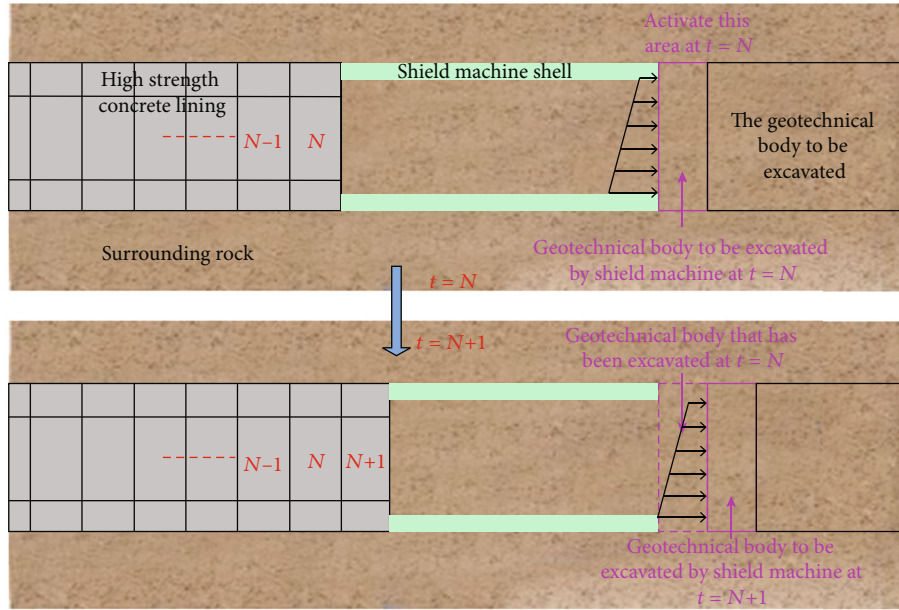 Activate this
area at t = N
High strength
concrete lining
Shield machine shell
The geotechnical
body to be
excavated
N–1
N
Surrounding rock
Geotechnical body to be excavated
by shield machine at t = N
t = N
t = N+1
Geotechnical body that has
been excavated at t = N
N–1
N
N+1
Geotechnical body to be
excavated by shield machine at
t = N+1